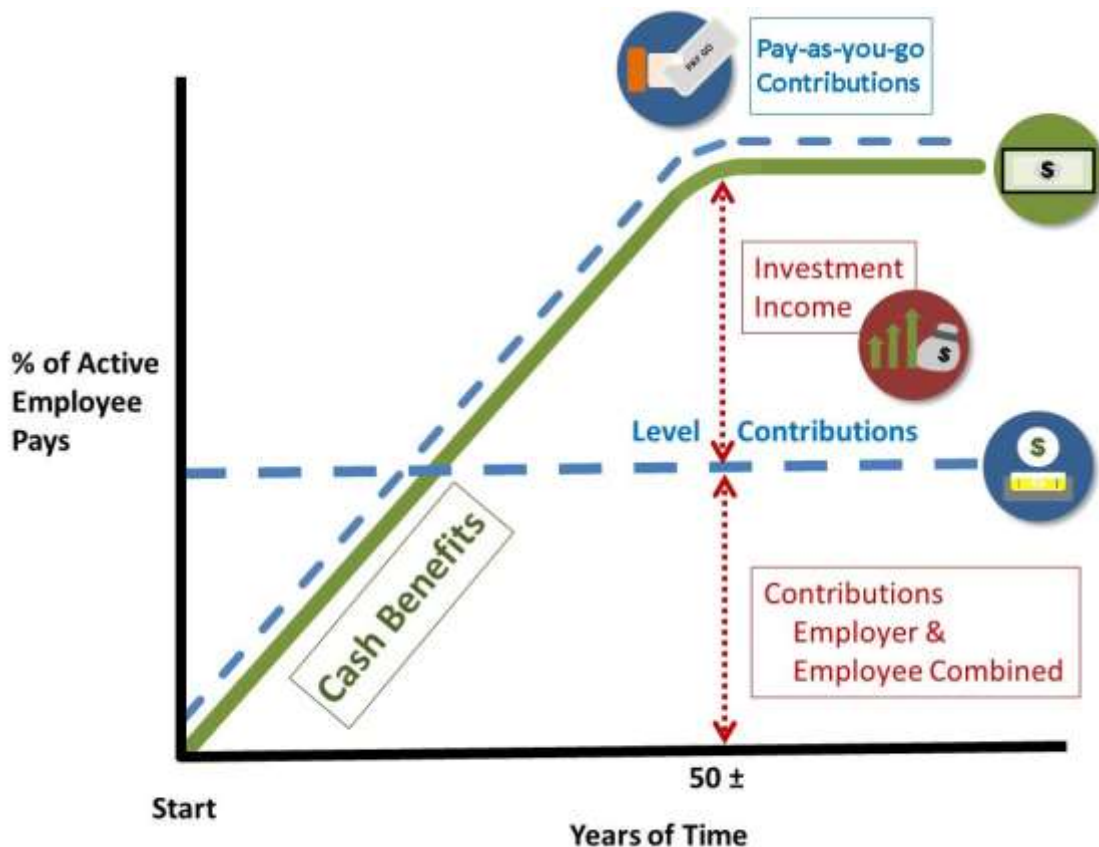 PAY GO
Pay-as-you-go
Contributions
$
Investment
Income
$
% of Active
Employee
Pays
Level Contributions
$
Cash Benefits
Contributions
Employer &
Employee Combined
50 ±
Start
Years of Time